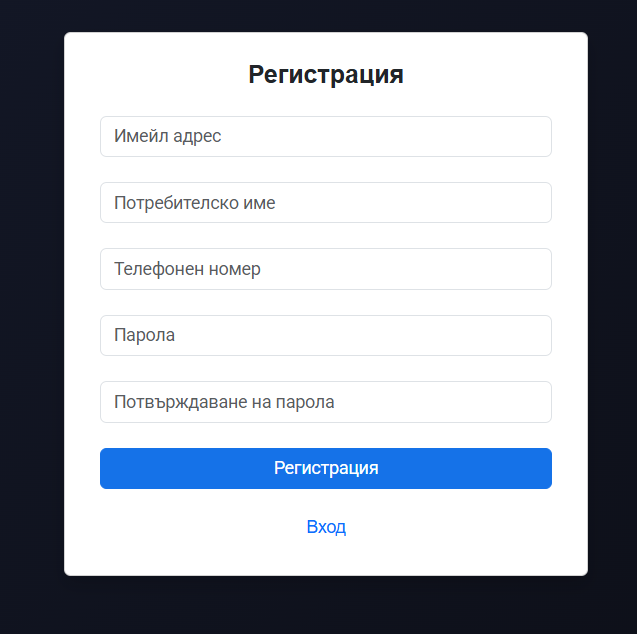 Регистрация
Имейл адрес
Потребителско име
Телефонен номер
Парола
Потвърждаване на парола
Регистрация
Вход